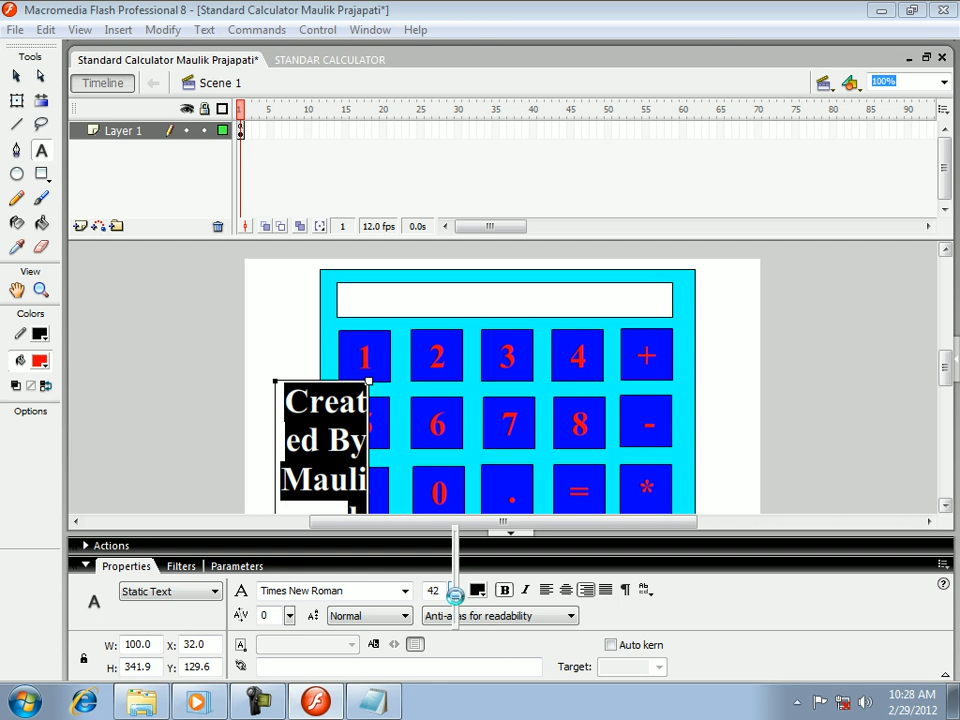 Macromedia Flash Professional 8 - [Standard Calculator Maulik Prajapati*]
File Edit View Insert Modify Text Commands Control Window Help
Tools
Standard Calculator Maulik Prajapati* STANDAR CALCULATOR
Timeline Scene 1 100%
1 5 10 15 20 25 30 35 40 45 50 55 60 65 70 75 80 85 90
Layer 1
1 12.0 fps 0.0s
View
Colors
Options
1 2 3 4 +
6 7 8 -
0 . = *
Creat
ed By
Mauli
Actions
Properties Filters Parameters
Static Text A Times New Roman 42 B I
A 0 Normal Anti-alias for readability
W: 100.0 X: 32.0 Auto kern
H: 341.9 Y: 129.6 Target:
10:28 AM
2/29/2012